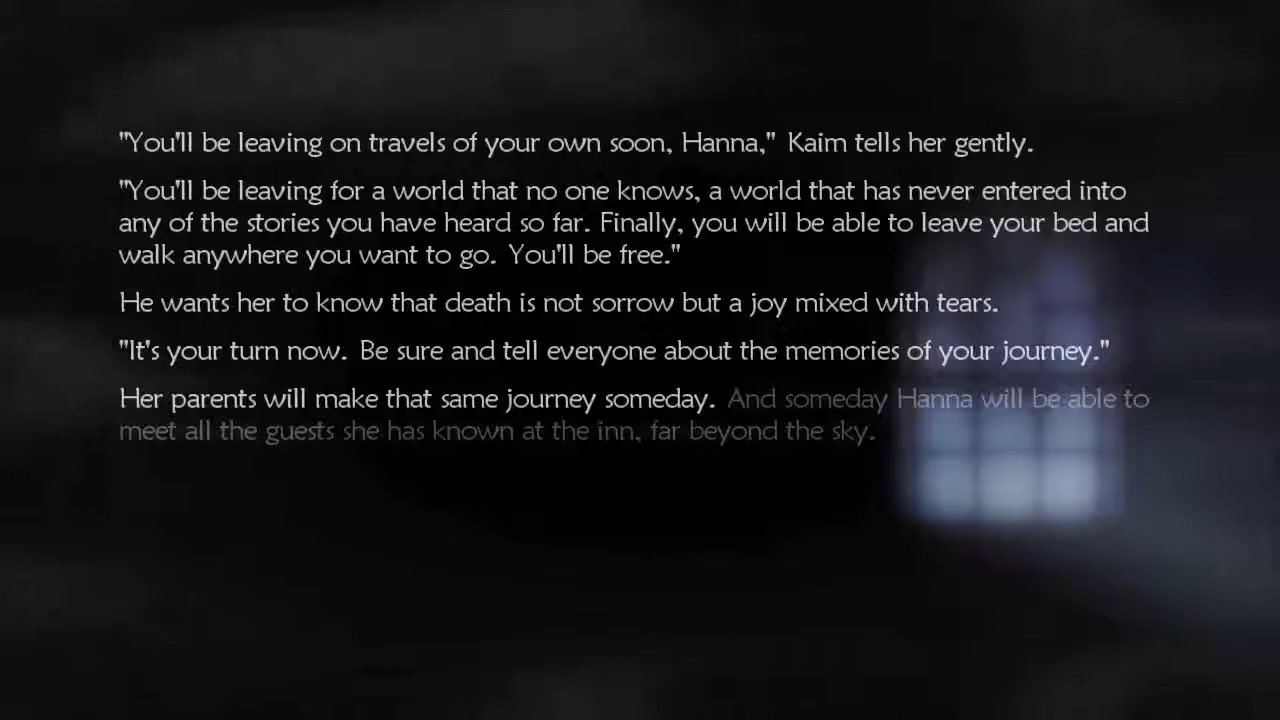 "You'll be leaving on travels of your own soon, Hanna," Kaim tells her gently.
"You'll be leaving for a world that no one knows, a world that has never entered into
any of the stories you have heard so far. Finally, you will be able to leave your bed and
walk anywhere you want to go. You'll be free."
He wants her to know that death is not sorrow but a joy mixed with tears.
"It's your turn now. Be sure and tell everyone about the memories of your journey."
Her parents will make that same journey someday. And someday Hanna will be able to
meet all the guests she has known at the inn, far beyond the sky.